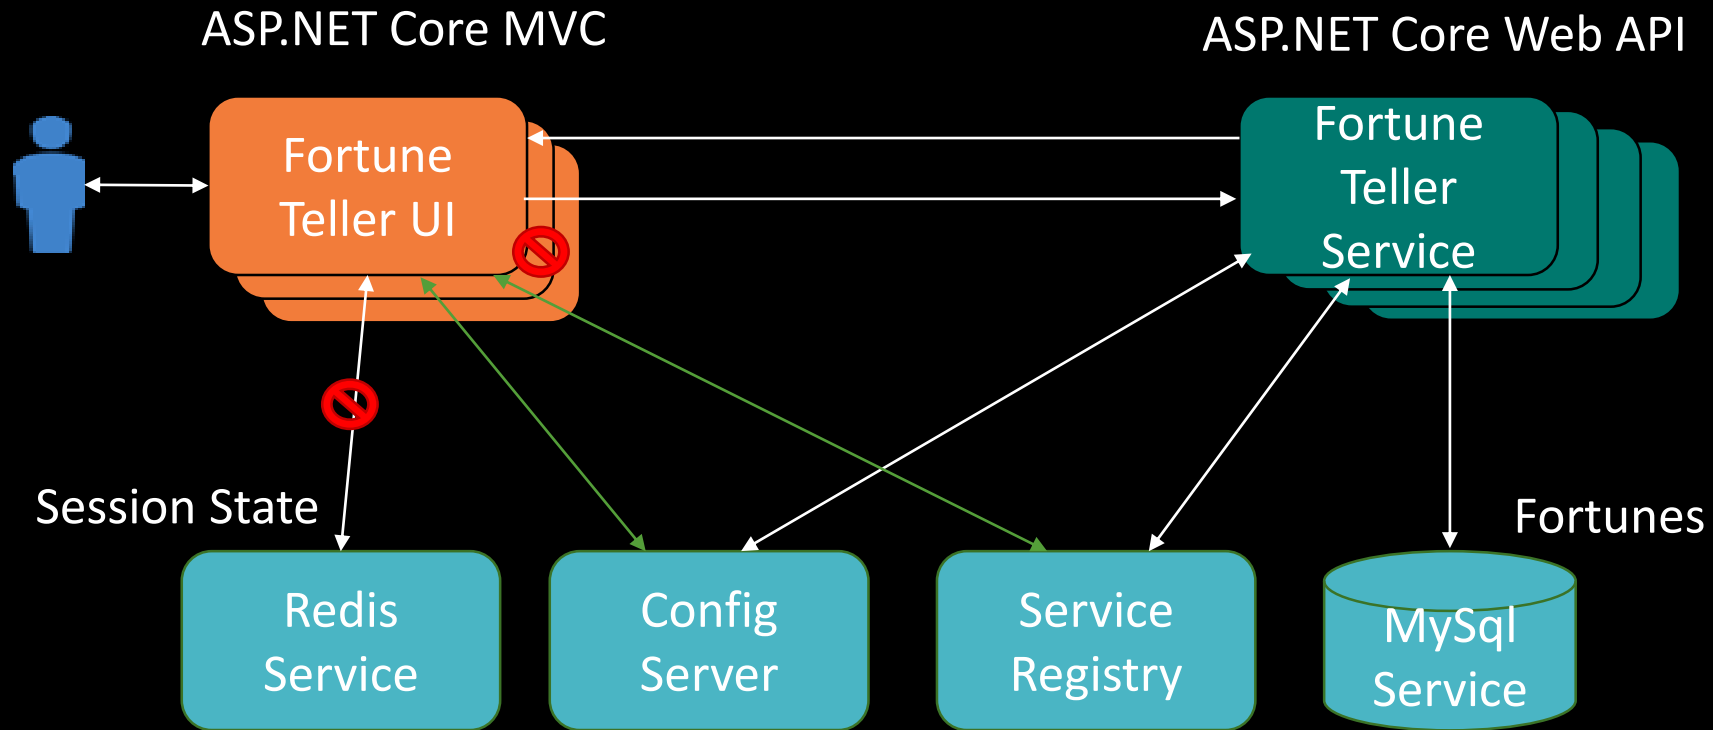 ASP.NET Core MVC
ASP.NET Core Web API
Fortune
Teller UI
Fortune
Teller
Service
Session State
Fortunes
Redis
Service
Config
Server
Service
Registry
MySql
Service